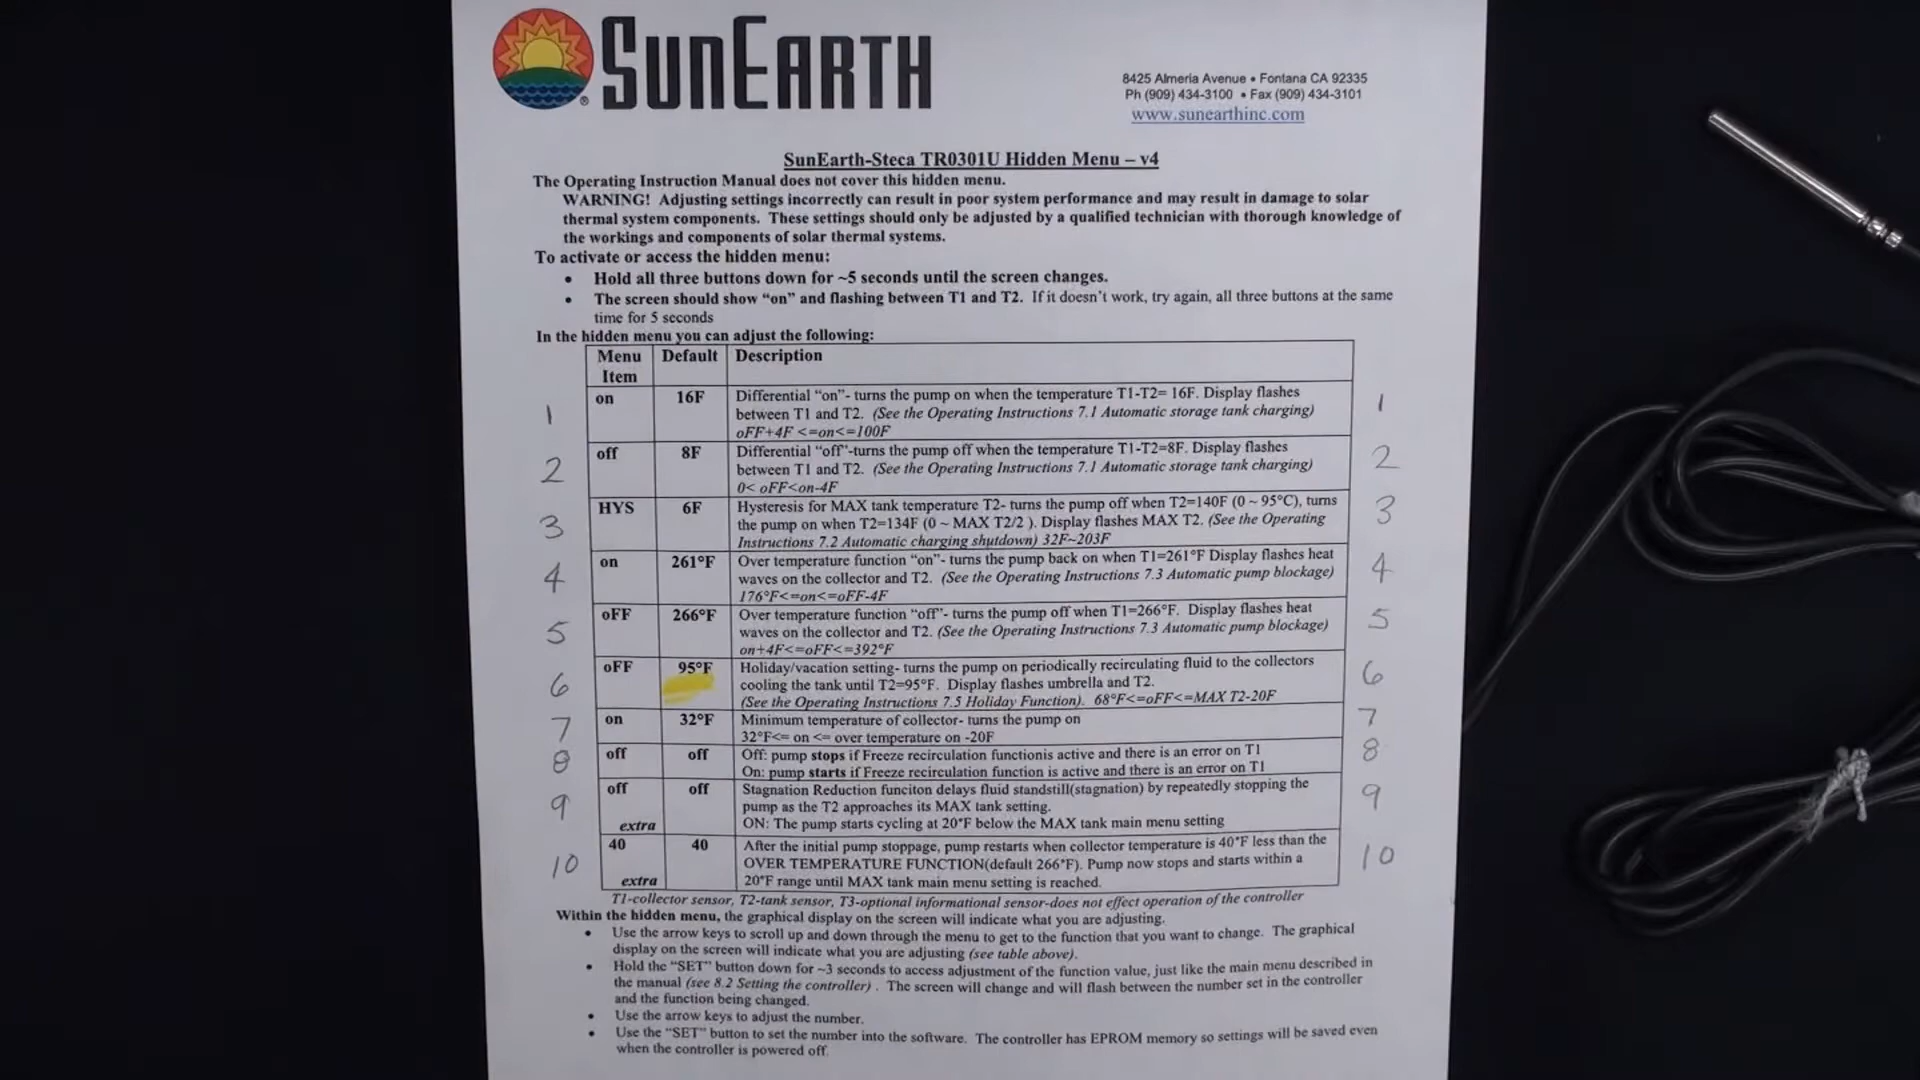 SUNEARTH
®
8425 Almeria Avenue • Fontana CA 92335
Ph (909) 434-3100 • Fax (909) 434-3101
www.sunearthinc.com
SunEarth-Steca TR0301U Hidden Menu – v4
The Operating Instruction Manual does not cover this hidden menu.
WARNING! Adjusting settings incorrectly can result in poor system performance and may result in damage to solar
thermal system components. These settings should only be adjusted by a qualified technician with thorough knowledge of
the workings and components of solar thermal systems.
To activate or access the hidden menu:
• Hold all three buttons down for ~5 seconds until the screen changes.
• The screen should show “on” and flashing between T1 and T2. If it doesn’t work, try again, all three buttons at the same
time for 5 seconds
In the hidden menu you can adjust the following:
Menu Default Description
Item
1 on 16F Differential “on”- turns the pump on when the temperature T1-T2= 16F. Display flashes 1
between T1 and T2. (See the Operating Instructions 7.1 Automatic storage tank charging)
oFF+4F <=on<=100F
2 off 8F Differential “off”-turns the pump off when the temperature T1-T2=8F. Display flashes 2
between T1 and T2. (See the Operating Instructions 7.1 Automatic storage tank charging)
0< oFF<on-4F
3 HYS 6F Hysteresis for MAX tank temperature T2- turns the pump off when T2=140F (0 ~ 95°C), turns 3
the pump on when T2=134F (0 ~ MAX T2/2 ). Display flashes MAX T2. (See the Operating
Instructions 7.2 Automatic charging shutdown) 32F~203F
4 on 261°F Over temperature function “on”- turns the pump back on when T1=261°F Display flashes heat 4
waves on the collector and T2. (See the Operating Instructions 7.3 Automatic pump blockage)
176°F<=on<=oFF-4F
5 oFF 266°F Over temperature function “off”- turns the pump off when T1=266°F. Display flashes heat 5
waves on the collector and T2. (See the Operating Instructions 7.3 Automatic pump blockage)
on+4F<=oFF<=392°F
6 oFF 95°F Holiday/vacation setting- turns the pump on periodically recirculating fluid to the collectors 6
cooling the tank until T2=95°F. Display flashes umbrella and T2.
(See the Operating Instructions 7.5 Holiday Function). 68°F<=oFF<=MAX T2-20F
7 on 32°F Minimum temperature of collector- turns the pump on 7
32°F<= on <= over temperature on -20F
8 off off Off: pump stops if Freeze recirculation functionis active and there is an error on T1 8
On: pump starts if Freeze recirculation function is active and there is an error on T1
9 off off Stagnation Reduction funciton delays fluid standstill(stagnation) by repeatedly stopping the 9
pump as the T2 approaches its MAX tank setting.
extra ON: The pump starts cycling at 20°F below the MAX tank main menu setting
10 40 40 After the initial pump stoppage, pump restarts when collector temperature is 40°F less than the 10
OVER TEMPERATURE FUNCTION(default 266°F). Pump now stops and starts within a
extra 20°F range until MAX tank main menu setting is reached.
T1-collector sensor, T2-tank sensor, T3-optional informational sensor-does not effect operation of the controller
Within the hidden menu, the graphical display on the screen will indicate what you are adjusting.
• Use the arrow keys to scroll up and down through the menu to get to the function that you want to change. The graphical
display on the screen will indicate what you are adjusting (see table above).
• Hold the “SET” button down for ~3 seconds to access adjustment of the function value, just like the main menu described in
the manual (see 8.2 Setting the controller) . The screen will change and will flash between the number set in the controller
and the function being changed.
• Use the arrow keys to adjust the number.
• Use the “SET” button to set the number into the software. The controller has EPROM memory so settings will be saved even
when the controller is powered off.